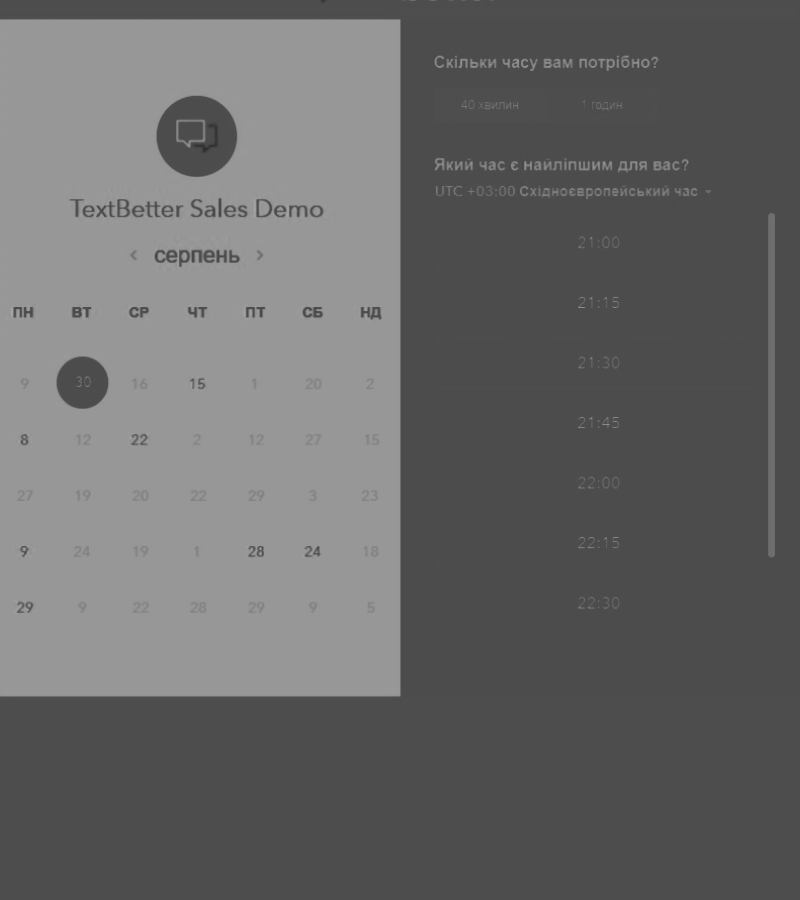 TextBetter Sales Demo
< серпень >
ПН ВТ СР ЧТ ПТ СБ НД
9 30 16 15 1 20 2
8 12 22 2 12 27 15
27 19 20 22 29 3 23
9 24 19 1 28 24 18
29 9 22 28 29 9 5
Скільки часу вам потрібно?
40 хвилин 1 годин
Який час є найліпшим для вас?
UTC +03:00 Східноєвропейський час
21:00
21:15
21:30
21:45
22:00
22:15
22:30